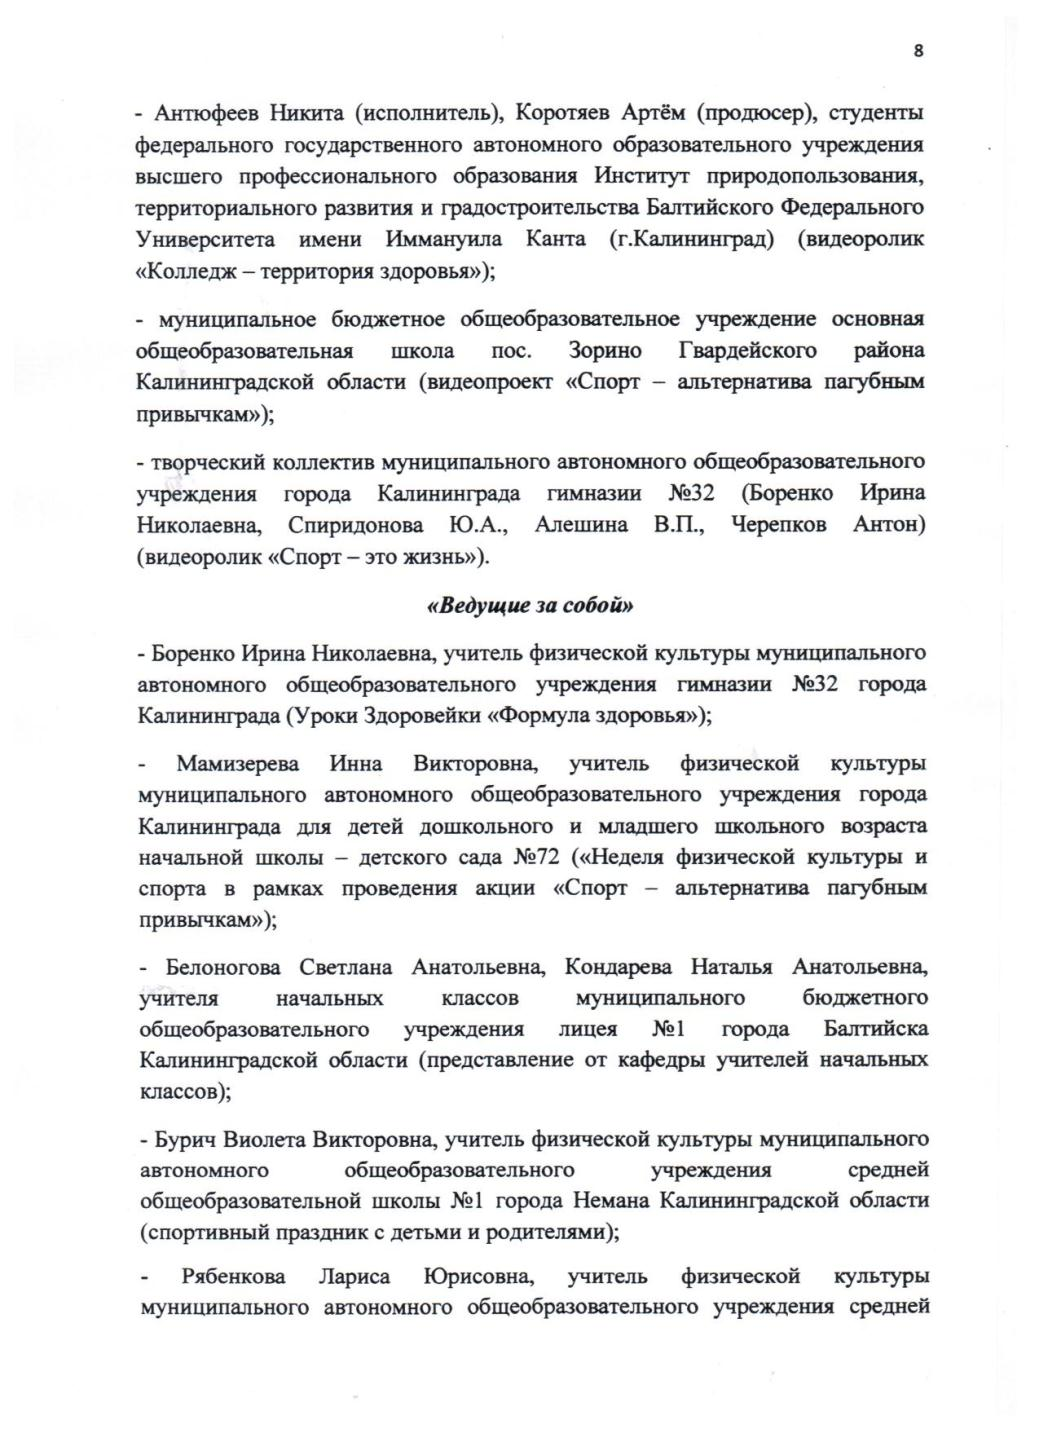 8
- Антюфеев Никита (исполнитель), Коротяев Артём (продюсер), студенты
федерального государственного автономного образовательного учреждения
высшего профессионального образования Институт природопользования,
территориального развития и градостроительства Балтийского Федерального
Университета имени Иммануила Канта (г.Калининград) (видеоролик
«Колледж – территория здоровья»);
- муниципальное бюджетное общеобразовательное учреждение основная
общеобразовательная школа пос. Зорино Гвардейского района
Калининградской области (видеопроект «Спорт – альтернатива пагубным
привычкам»);
- творческий коллектив муниципального автономного общеобразовательного
учреждения города Калининграда гимназии №32 (Боренко Ирина
Николаевна, Спиридонова Ю.А., Алешина В.П., Черепков Антон)
(видеоролик «Спорт – это жизнь»).
«Ведущие за собой»
- Боренко Ирина Николаевна, учитель физической культуры муниципального
автономного общеобразовательного учреждения гимназии №32 города
Калининграда (Уроки Здоровейки «Формула здоровья»);
- Мамизерева Инна Викторовна, учитель физической культуры
муниципального автономного общеобразовательного учреждения города
Калининграда для детей дошкольного и младшего школьного возраста
начальной школы – детского сада №72 («Неделя физической культуры и
спорта в рамках проведения акции «Спорт – альтернатива пагубным
привычкам»);
- Белоногова Светлана Анатольевна, Кондарева Наталья Анатольевна,
учителя начальных классов муниципального бюджетного
общеобразовательного учреждения лицея №1 города Балтийска
Калининградской области (представление от кафедры учителей начальных
классов);
- Бурич Виолета Викторовна, учитель физической культуры муниципального
автономного общеобразовательного учреждения средней
общеобразовательной школы №1 города Немана Калининградской области
(спортивный праздник с детьми и родителями);
- Рябенкова Лариса Юрисовна, учитель физической культуры
муниципального автономного общеобразовательного учреждения средней